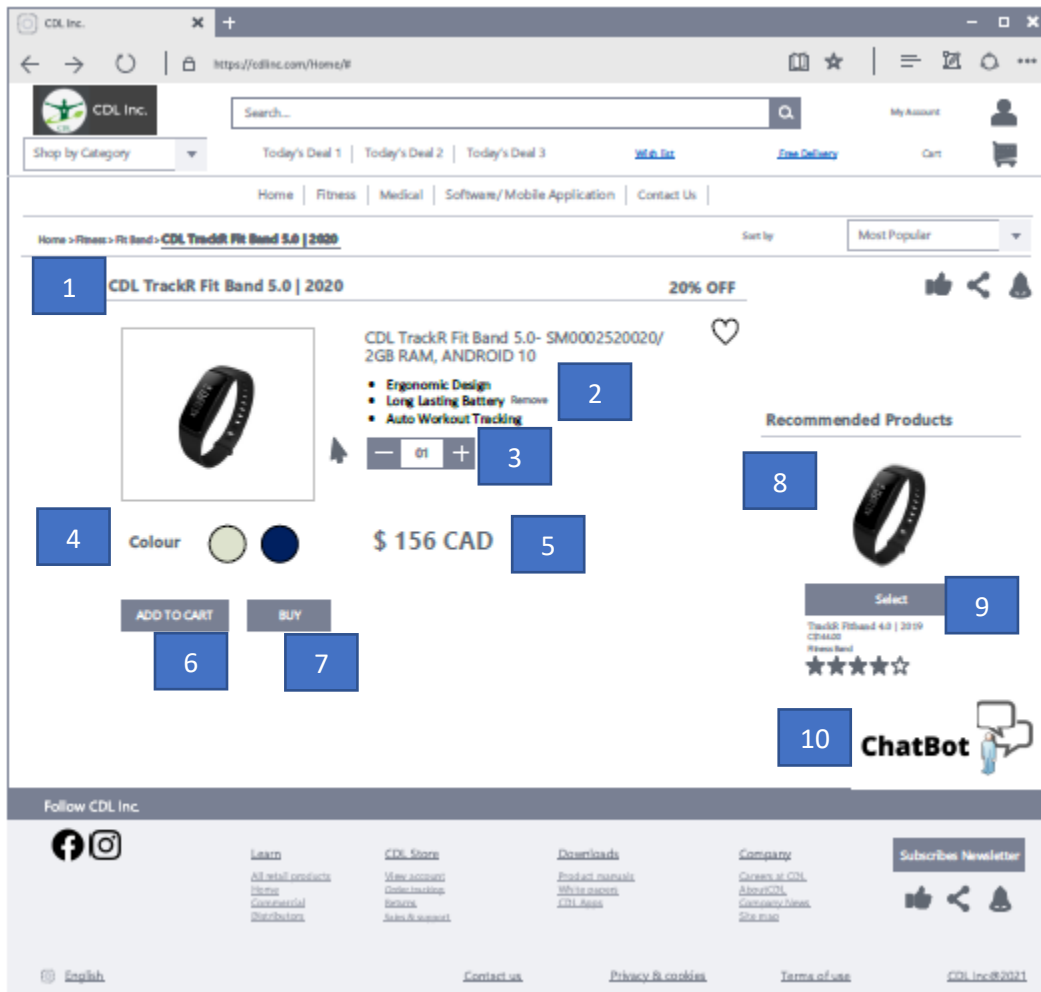 CDL Inc.
https://cdlinc.com/Home/#
CDL Inc.
CDL
Search...
My Account
Shop by Category
Today's Deal 1 | Today's Deal 2 | Today's Deal 3
Wish list
Free Delivery
Cart
Home | Fitness | Medical | Software/Mobile Application | Contact Us |
Home > Fitness > Fit Band > CDL TrackR Fit Band 5.0 | 2020
Sort by
Most Popular
1
CDL TrackR Fit Band 5.0 | 2020
20% OFF
CDL TrackR Fit Band 5.0- SM0002520020/
2GB RAM, ANDROID 10
• Ergonomic Design
• Long Lasting Battery Remove
• Auto Workout Tracking
2
01
3
Recommended Products
8
4
Colour
$ 156 CAD
5
ADD TO CART
BUY
6
7
Select
9
TrackR Fitband 4.0 | 2019
Fitness Band
10
ChatBot
Follow CDL Inc.
Learn
All retail products
Home
Commercial
Distributors
CDL Store
View account
Order tracking
Returns
Sales & support
Downloads
Product manuals
White papers
CDL Apps
Company
Careers at CDL
AboutCDL
Company News
Site map
Subscribes Newsletter
English
Contact us
Privacy & cookies
Terms of use
CDL Inc®2021